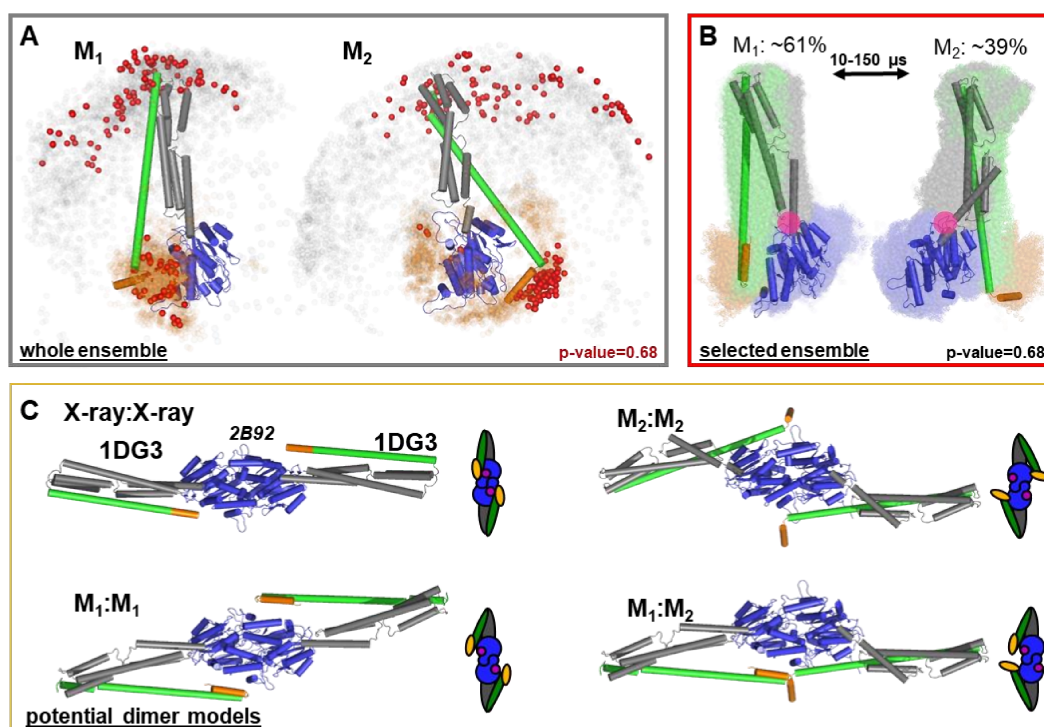 A
M₁
M₂
whole ensemble
p-value=0.68
B
M₁: ~61%
10-150 µs
M₂: ~39%
selected ensemble
p-value=0.68
C
X-ray:X-ray
1DG3
2B92
1DG3
M₂:M₂
M₁:M₁
M₁:M₂
potential dimer models